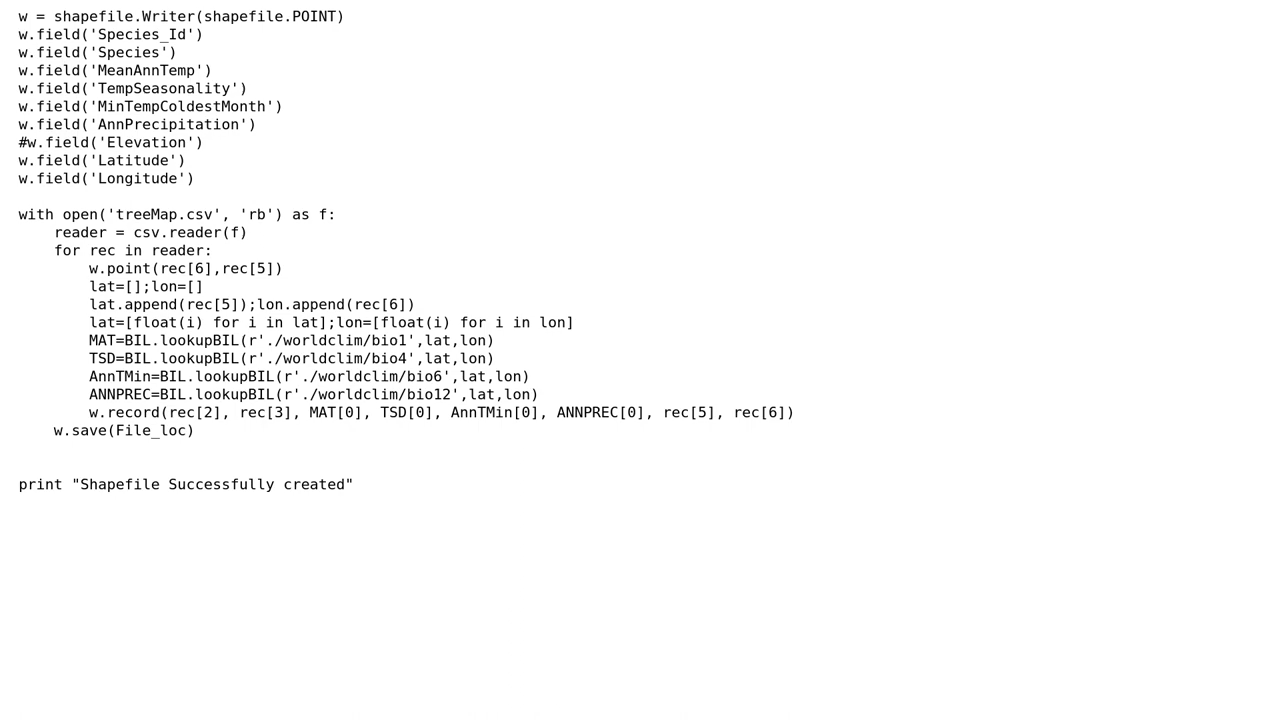 w = shapefile.Writer(shapefile.POINT)
w.field('Species_Id')
w.field('Species')
w.field('MeanAnnTemp')
w.field('TempSeasonality')
w.field('MinTempColdestMonth')
w.field('AnnPrecipitation')
#w.field('Elevation')
w.field('Latitude')
w.field('Longitude')

with open('treeMap.csv', 'rb') as f:
    reader = csv.reader(f)
    for rec in reader:
        w.point(rec[6],rec[5])
        lat=[];lon=[]
        lat.append(rec[5]);lon.append(rec[6])
        lat=[float(i) for i in lat];lon=[float(i) for i in lon]
        MAT=BIL.lookupBIL(r'./worldclim/bio1',lat,lon)
        TSD=BIL.lookupBIL(r'./worldclim/bio4',lat,lon)
        AnnTMin=BIL.lookupBIL(r'./worldclim/bio6',lat,lon)
        ANNPREC=BIL.lookupBIL(r'./worldclim/bio12',lat,lon)
        w.record(rec[2], rec[3], MAT[0], TSD[0], AnnTMin[0], ANNPREC[0], rec[5], rec[6])
    w.save(File_loc)


print "Shapefile Successfully created"